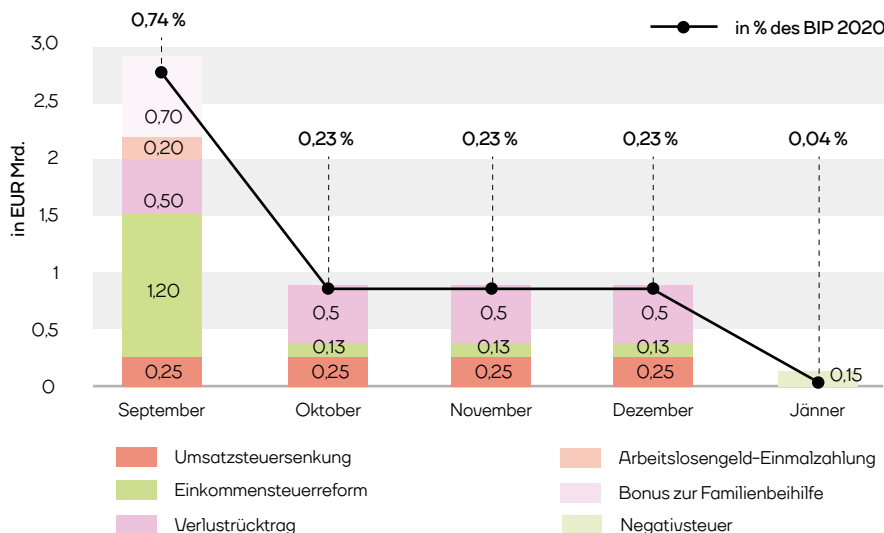 0,74 %
in % des BIP 2020
3,0
2,5
2
1,5
1
0,5
0
in EUR Mrd.
0,23 %
0,23 %
0,23 %
0,04 %
0,70
0,20
0,50
1,20
0,25
0,5
0,13
0,25
0,5
0,13
0,25
0,5
0,13
0,25
0,15
September
Oktober
November
Dezember
Jänner
Umsatzsteuersenkung
Einkommensteuerreform
Verlustrücktrag
Arbeitslosengeld-Einmalzahlung
Bonus zur Familienbeihilfe
Negativsteuer